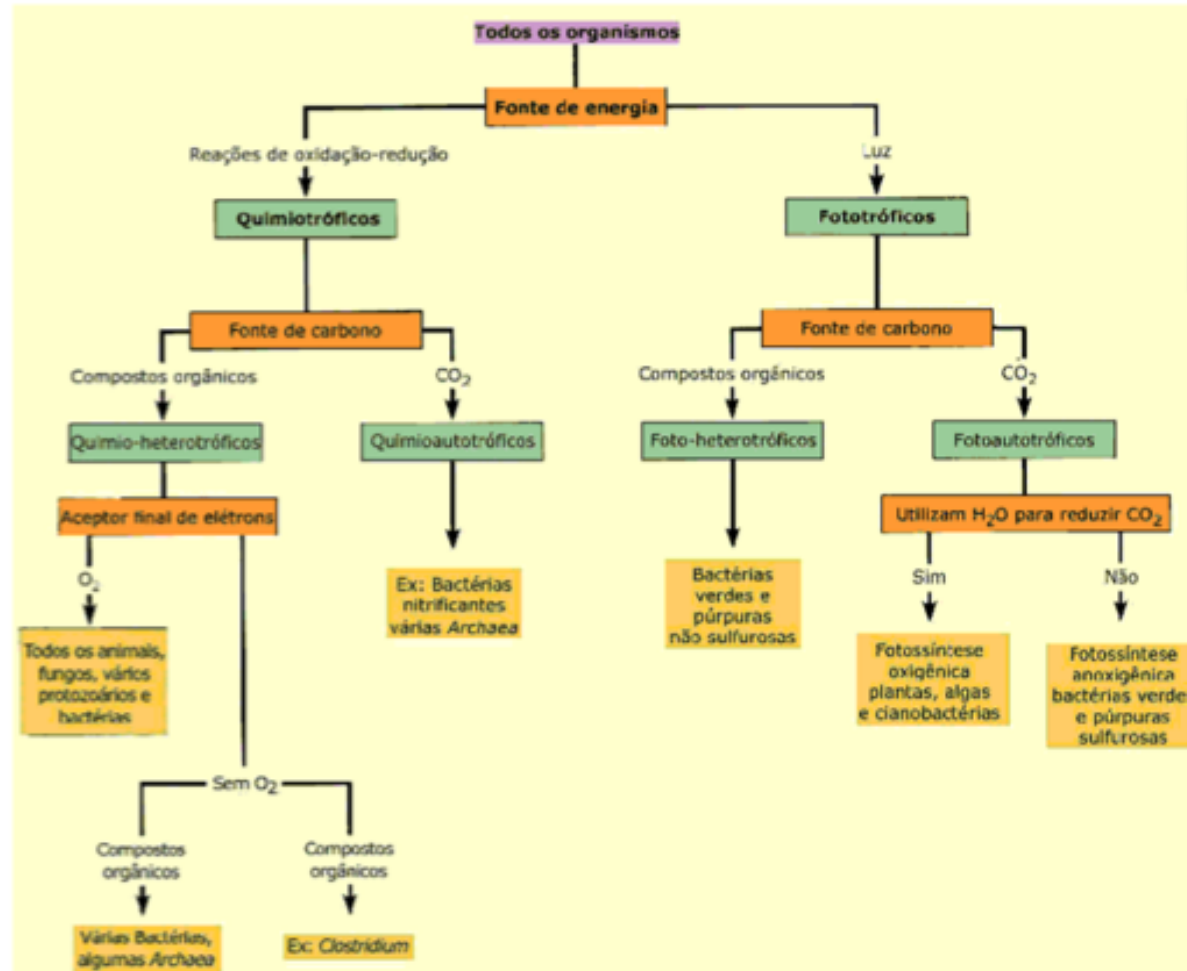 Todos os organismos
Fonte de energia
Reações de oxidação-redução
Luz
Quimiotróficos
Fototróficos
Fonte de carbono
Fonte de carbono
Compostos orgânicos
CO₂
Compostos orgânicos
CO₂
Quimio-heterotróficos
Quimioautotróficos
Foto-heterotróficos
Fotoautotróficos
Aceptor final de elétrons
Utilizam H₂O para reduzir CO₂
O₂
Sim
Não
Ex: Bactérias
nitrificantes
várias Archaea
Bactérias
verdes e
púrpuras
não sulfurosas
Todos os animais,
fungos, vários
protozoários e
bactérias
Fotossíntese
oxigênica
plantas, algas
e cianobactérias
Fotossíntese
anoxigênica
bactérias verdes
e púrpuras
sulfurosas
Sem O₂
Compostos
orgânicos
Compostos
orgânicos
Várias Bactérias,
algumas Archaea
Ex: Clostridium